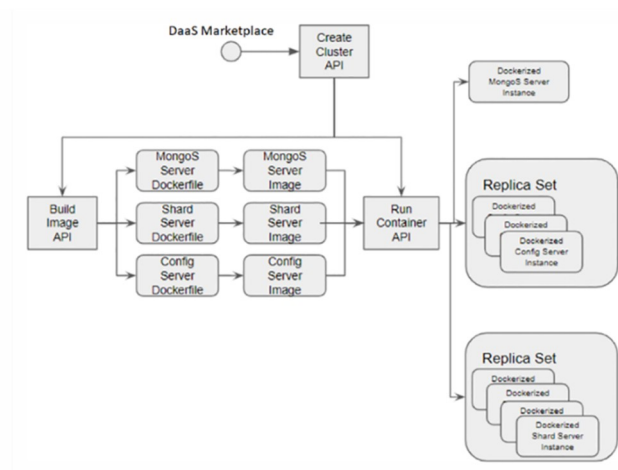 DaaS Marketplace
Create
Cluster
API
Dockerized
MongoS Server
Instance
MongoS
Server
Dockerfile
MongoS
Server
Image
Build
Image
API
Shard
Server
Dockerfile
Shard
Server
Image
Run
Container
API
Config
Server
Dockerfile
Config
Server
Image
Replica Set
Dockerized
Dockerized
Dockerized
Config Server
Instance
Replica Set
Dockerized
Dockerized
Dockerized
Dockerized
Shard Server
Instance